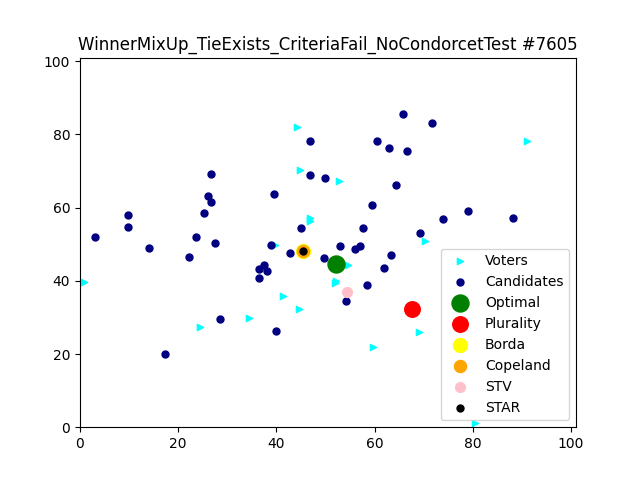 WinnerMixUp_TieExists_CriteriaFail_NoCondorcetTest #7605
100
80
60
40
20
0
0
20
40
60
80
100
Voters
Candidates
Optimal
Plurality
Borda
Copeland
STV
STAR